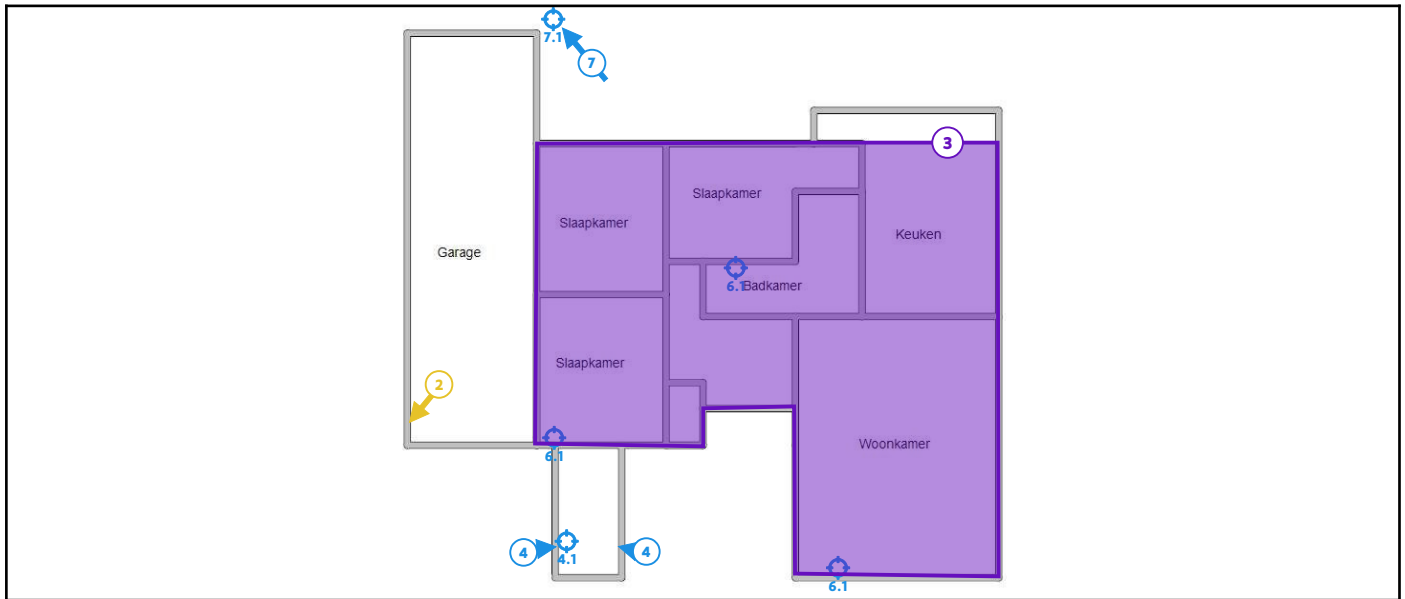 7.1
7
3
Slaapkamer
Slaapkamer
Keuken
Garage
6.1
Badkamer
Slaapkamer
2
Woonkamer
6.1
4
4.1
4
6.1